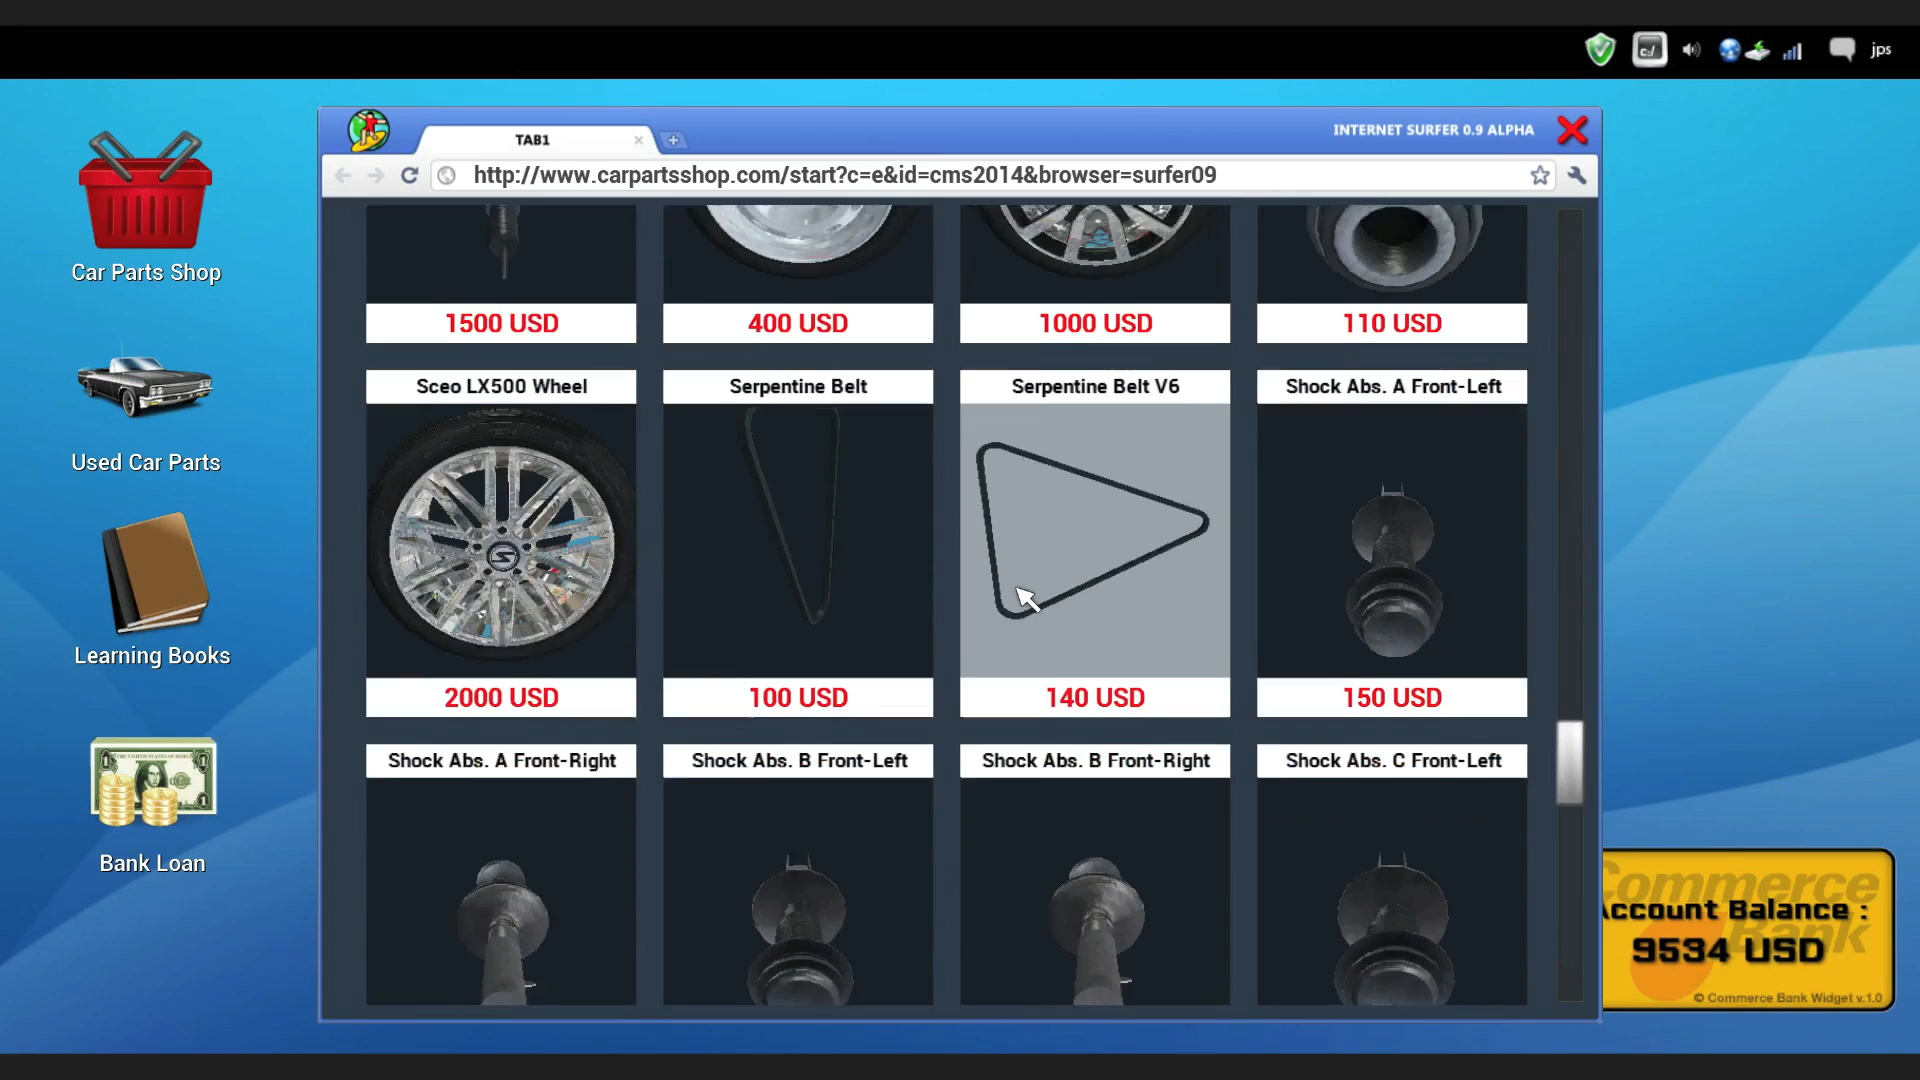 c:/
jps
TAB1
INTERNET SURFER 0.9 ALPHA
http://www.carpartsshop.com/start?c=e&id=cms2014&browser=surfer09
Car Parts Shop
Used Car Parts
Learning Books
Bank Loan
1500 USD
400 USD
1000 USD
110 USD
Sceo LX500 Wheel
Serpentine Belt
Serpentine Belt V6
Shock Abs. A Front-Left
2000 USD
100 USD
140 USD
150 USD
Shock Abs. A Front-Right
Shock Abs. B Front-Left
Shock Abs. B Front-Right
Shock Abs. C Front-Left
Commerce
Bank
Account Balance :
9534 USD
© Commerce Bank Widget v.1.0